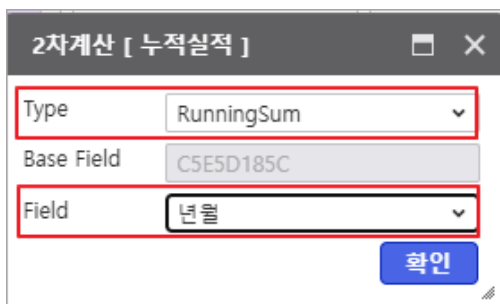 2차계산 [ 누적실적 ]
Type RunningSum
Base Field C5E5D185C
Field 년월
확인